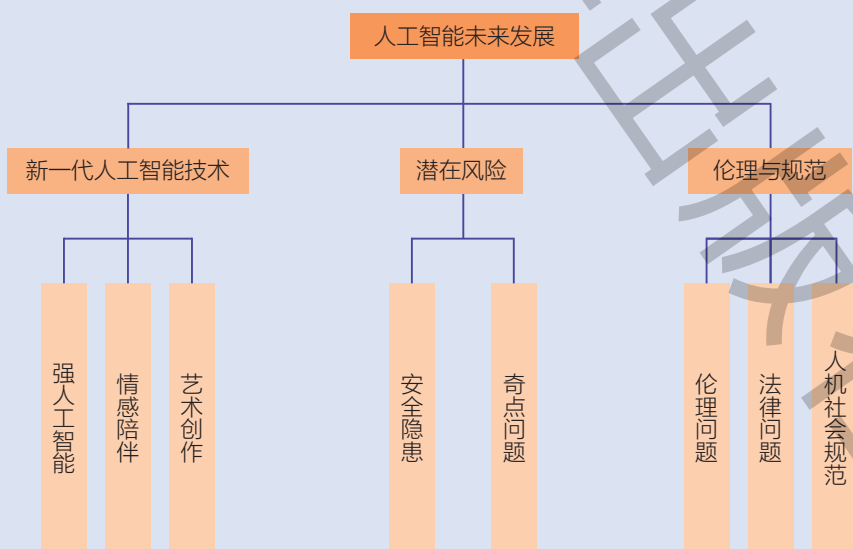 人工智能未来发展
新一代人工智能技术
潜在风险
伦理与规范
强人工智能
情感陪伴
艺术创作
安全隐患
奇点问题
伦理问题
法律问题
人机社会规范
出版